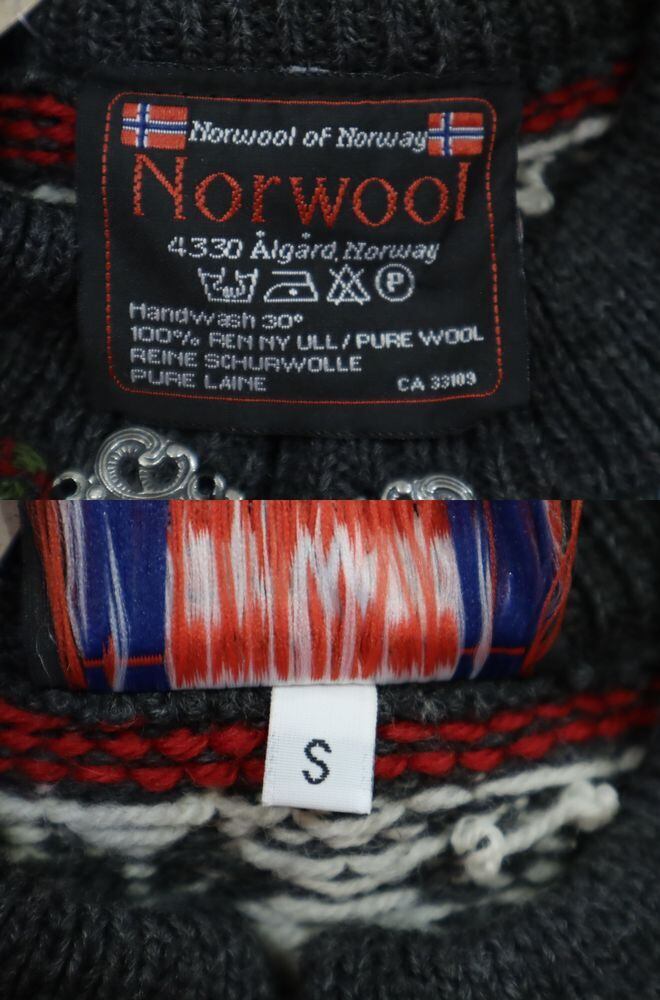 Norwool of Norway
Norwool
4330 Ålgård, Norway
P
Handwash 30°
100% REN NY ULL / PURE WOOL
REINE SCHURWOLLE
PURE LAINE
CA 33109
S